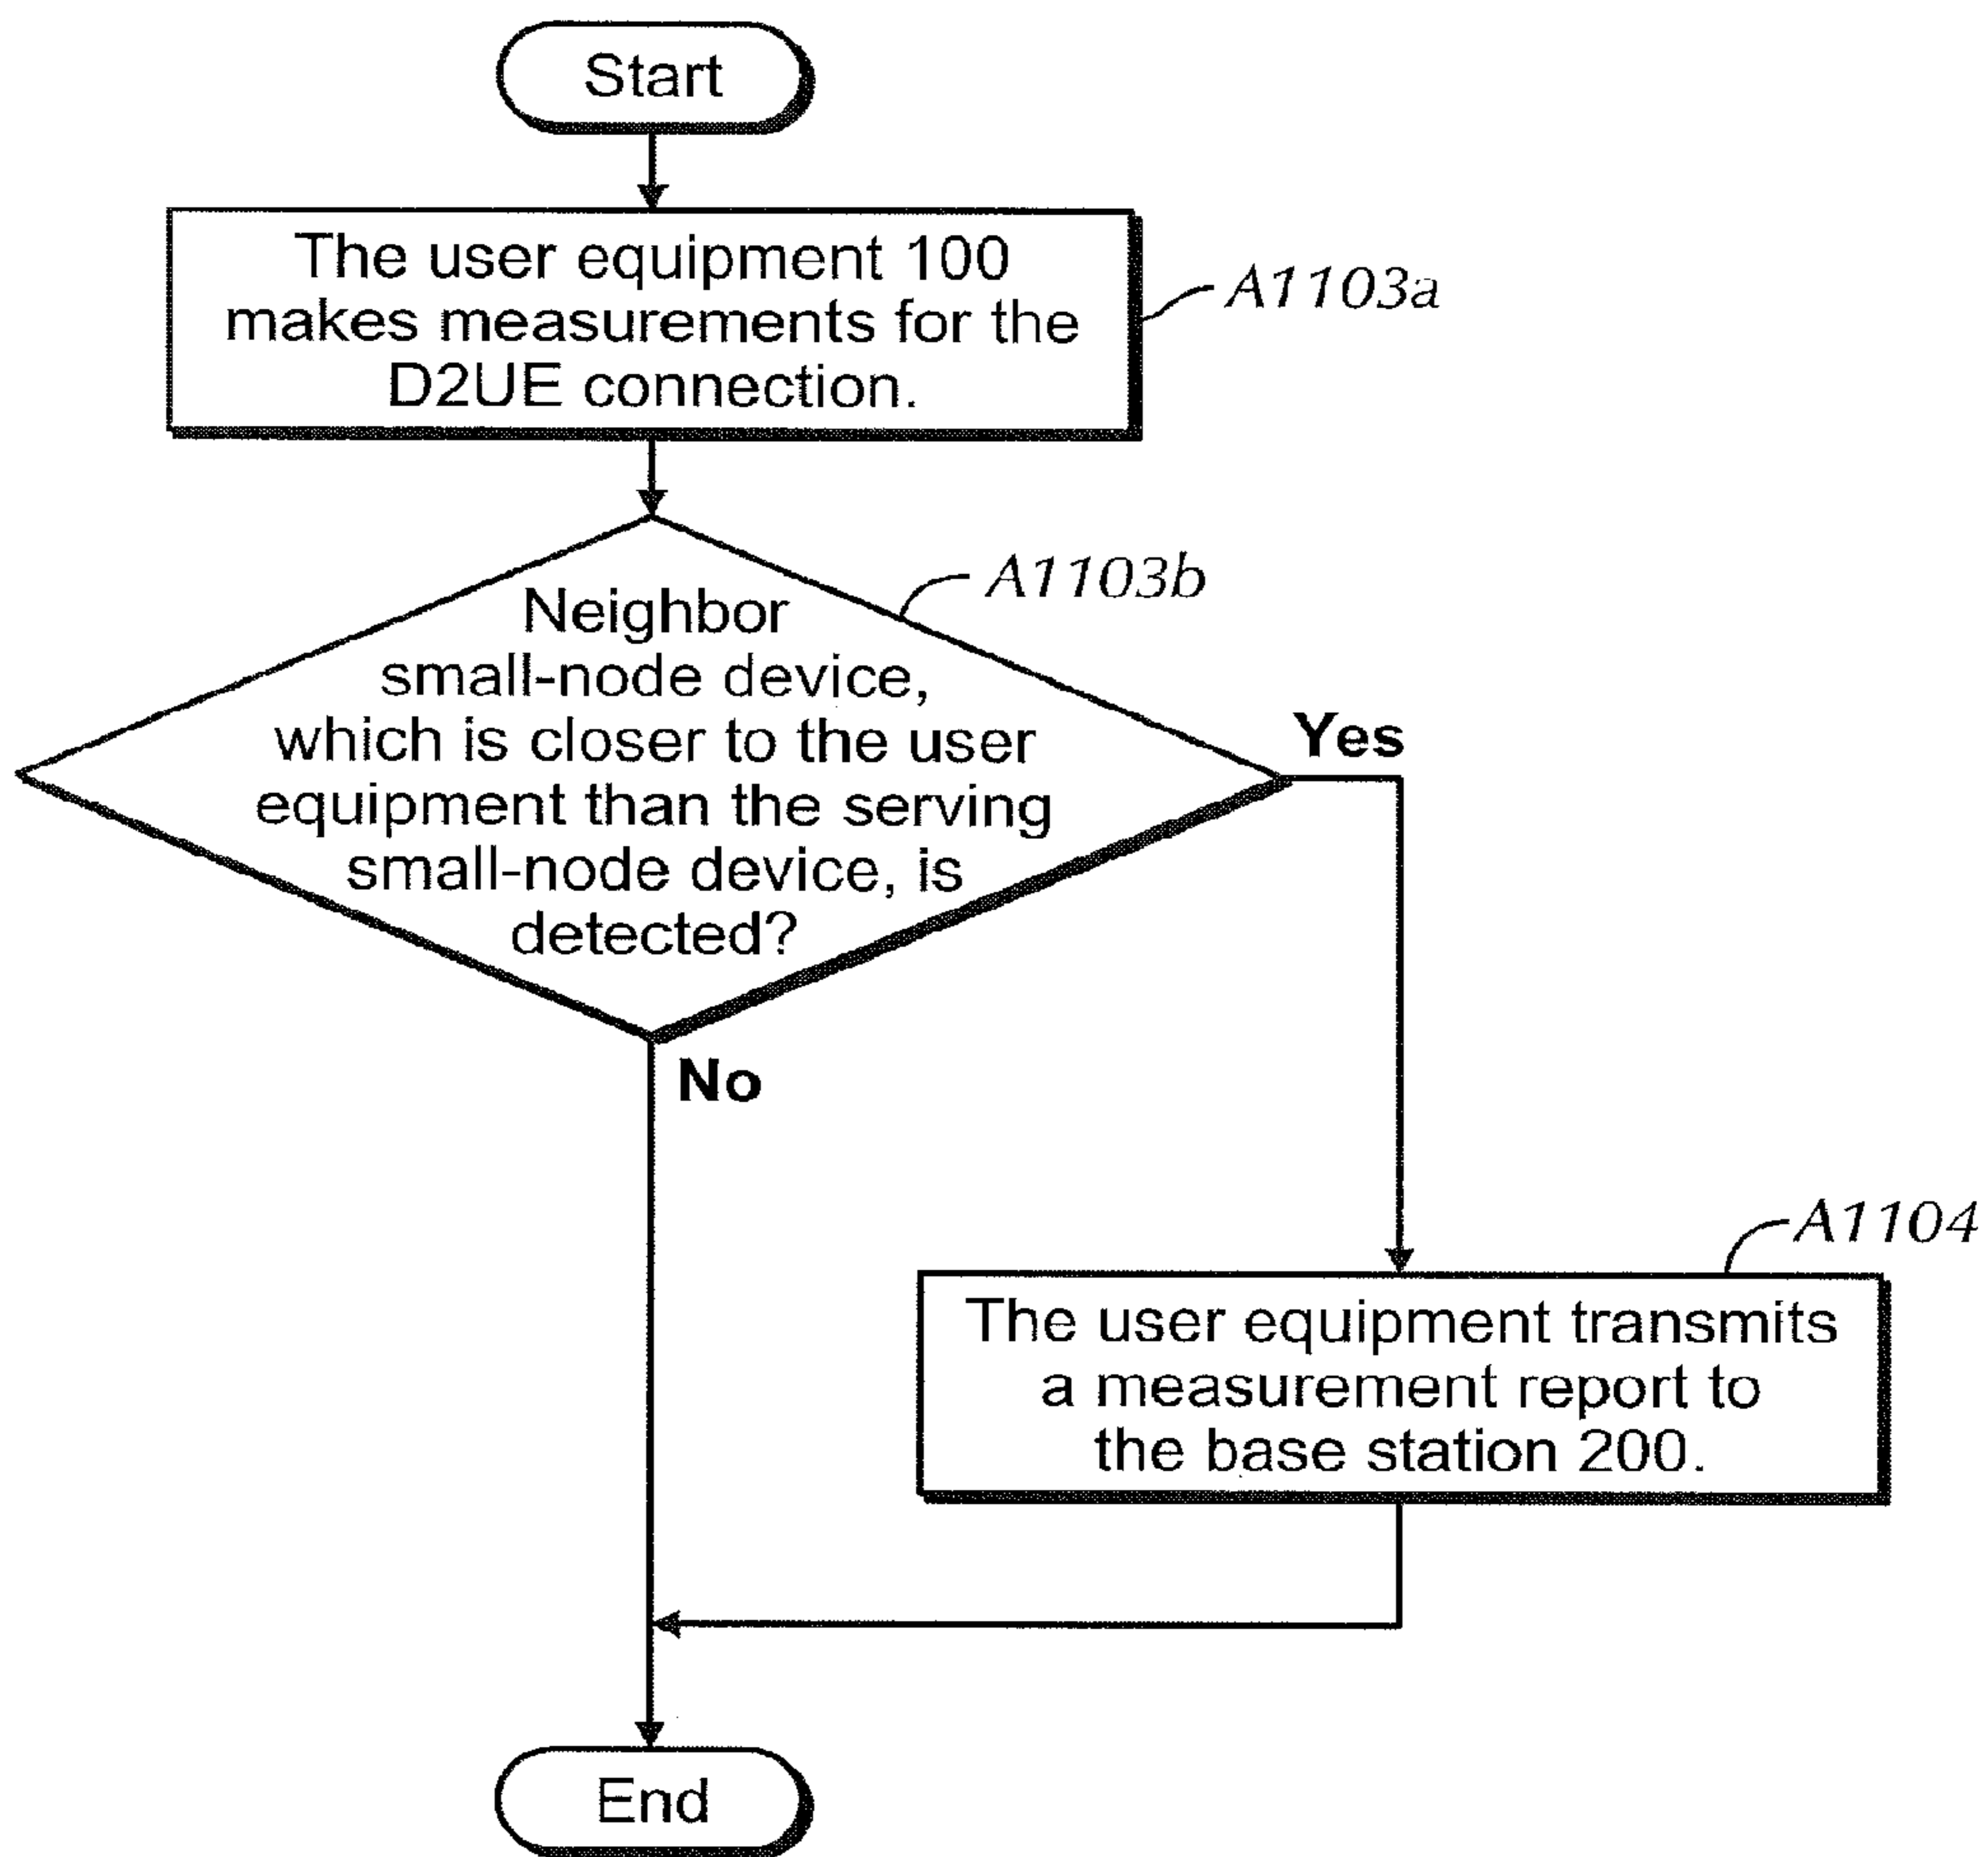 Start
The user equipment 100
makes measurements for the
D2UE connection.
A1103a
A1103b
Neighbor
small-node device,
which is closer to the user
equipment than the serving
small-node device, is
detected?
Yes
No
A1104
The user equipment transmits
a measurement report to
the base station 200.
End